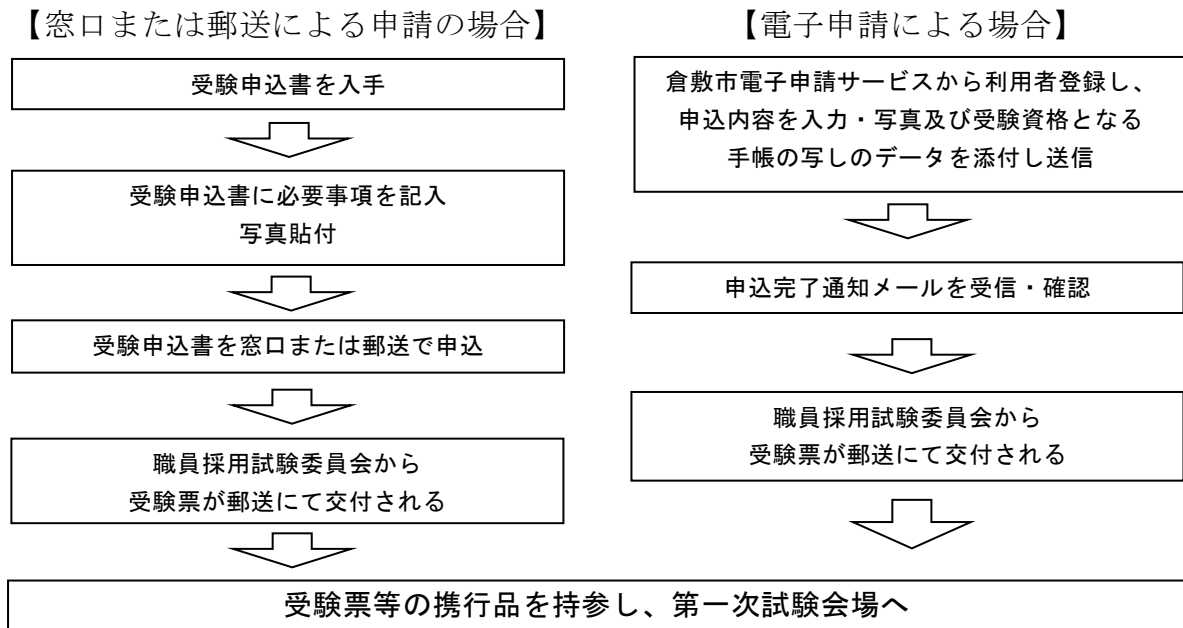 【窓口または郵送による申請の場合】
受験申込書を入手
受験申込書に必要事項を記入
写真貼付
受験申込書を窓口または郵送で申込
職員採用試験委員会から
受験票が郵送にて交付される
【電子申請による場合】
倉敷市電子申請サービスから利用者登録し、
申込内容を入力・写真及び受験資格となる
手帳の写しのデータを添付し送信
申込完了通知メールを受信・確認
職員採用試験委員会から
受験票が郵送にて交付される
受験票等の携行品を持参し、第一次試験会場へ